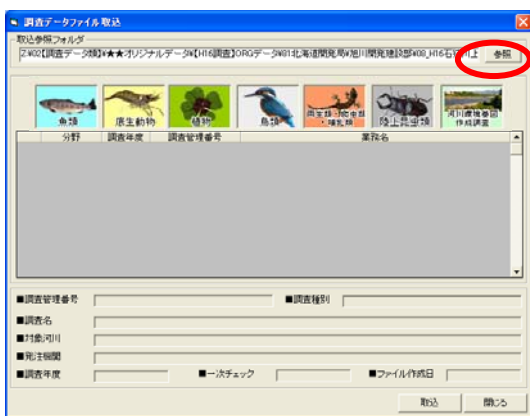 調査データファイル取込
取込参照フォルダ
Z:¥02【調査データ類】¥★★オリジナルデータ¥【H16調査】ORGデータ¥81北海道開発局¥旭川開発建設部¥08_H16石狩川上
参照
魚類
底生動物
植物
鳥類
両生類・爬虫類・哺乳類
陸上昆虫類
河川環境基図作成調査
分野 調査年度 調査管理番号 業務名
■調査管理番号 ■調査種別
■調査名
■対象河川
■発注機関
■調査年度 ■一次チェック ■ファイル作成日
取込 閉じる